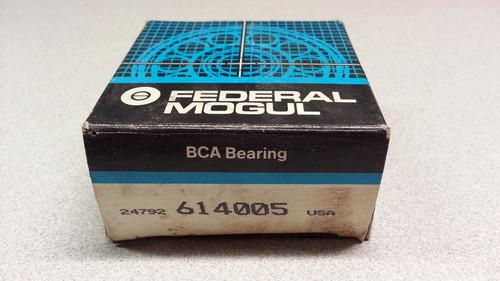 FEDERAL
MOGUL
BCA Bearing
24792 614005 USA